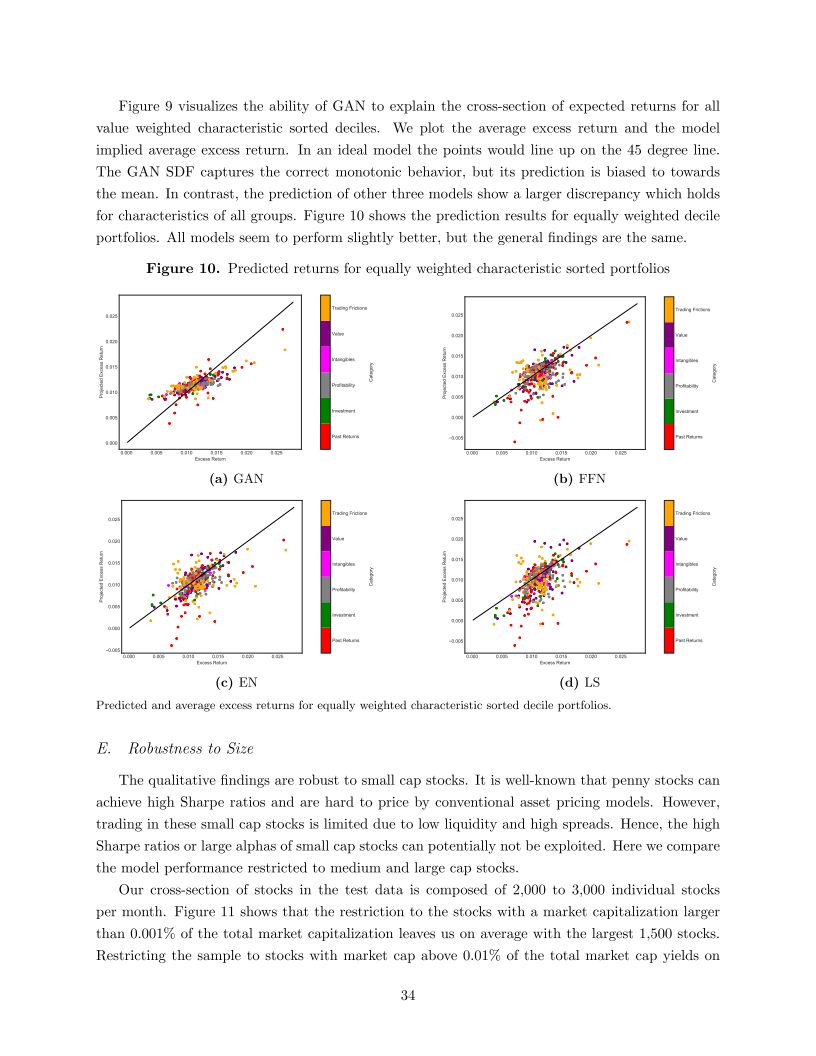 Figure 9 visualizes the ability of GAN to explain the cross-section of expected returns for all
value weighted characteristic sorted deciles. We plot the average excess return and the model
implied average excess return. In an ideal model the points would line up on the 45 degree line.
The GAN SDF captures the correct monotonic behavior, but its prediction is biased to towards
the mean. In contrast, the prediction of other three models show a larger discrepancy which holds
for characteristics of all groups. Figure 10 shows the prediction results for equally weighted decile
portfolios. All models seem to perform slightly better, but the general findings are the same.
Figure 10. Predicted returns for equally weighted characteristic sorted portfolios
Projected Excess Return
0.025
0.020
0.015
0.010
0.005
0.000
0.000 0.005 0.010 0.015 0.020 0.025
Excess Return
Trading Frictions
Value
Intangibles
Profitability
Investment
Past Returns
Category
(a) GAN
Projected Excess Return
0.025
0.020
0.015
0.010
0.005
0.000
−0.005
0.000 0.005 0.010 0.015 0.020 0.025
Excess Return
Trading Frictions
Value
Intangibles
Profitability
Investment
Past Returns
Category
(b) FFN
Projected Excess Return
0.025
0.020
0.015
0.010
0.005
0.000
−0.005
0.000 0.005 0.010 0.015 0.020 0.025
Excess Return
Trading Frictions
Value
Intangibles
Profitability
Investment
Past Returns
Category
(c) EN
Projected Excess Return
0.025
0.020
0.015
0.010
0.005
0.000
−0.005
0.000 0.005 0.010 0.015 0.020 0.025
Excess Return
Trading Frictions
Value
Intangibles
Profitability
Investment
Past Returns
Category
(d) LS
Predicted and average excess returns for equally weighted characteristic sorted decile portfolios.
E. Robustness to Size
The qualitative findings are robust to small cap stocks. It is well-known that penny stocks can
achieve high Sharpe ratios and are hard to price by conventional asset pricing models. However,
trading in these small cap stocks is limited due to low liquidity and high spreads. Hence, the high
Sharpe ratios or large alphas of small cap stocks can potentially not be exploited. Here we compare
the model performance restricted to medium and large cap stocks.
Our cross-section of stocks in the test data is composed of 2,000 to 3,000 individual stocks
per month. Figure 11 shows that the restriction to the stocks with a market capitalization larger
than 0.001% of the total market capitalization leaves us on average with the largest 1,500 stocks.
Restricting the sample to stocks with market cap above 0.01% of the total market cap yields on
34